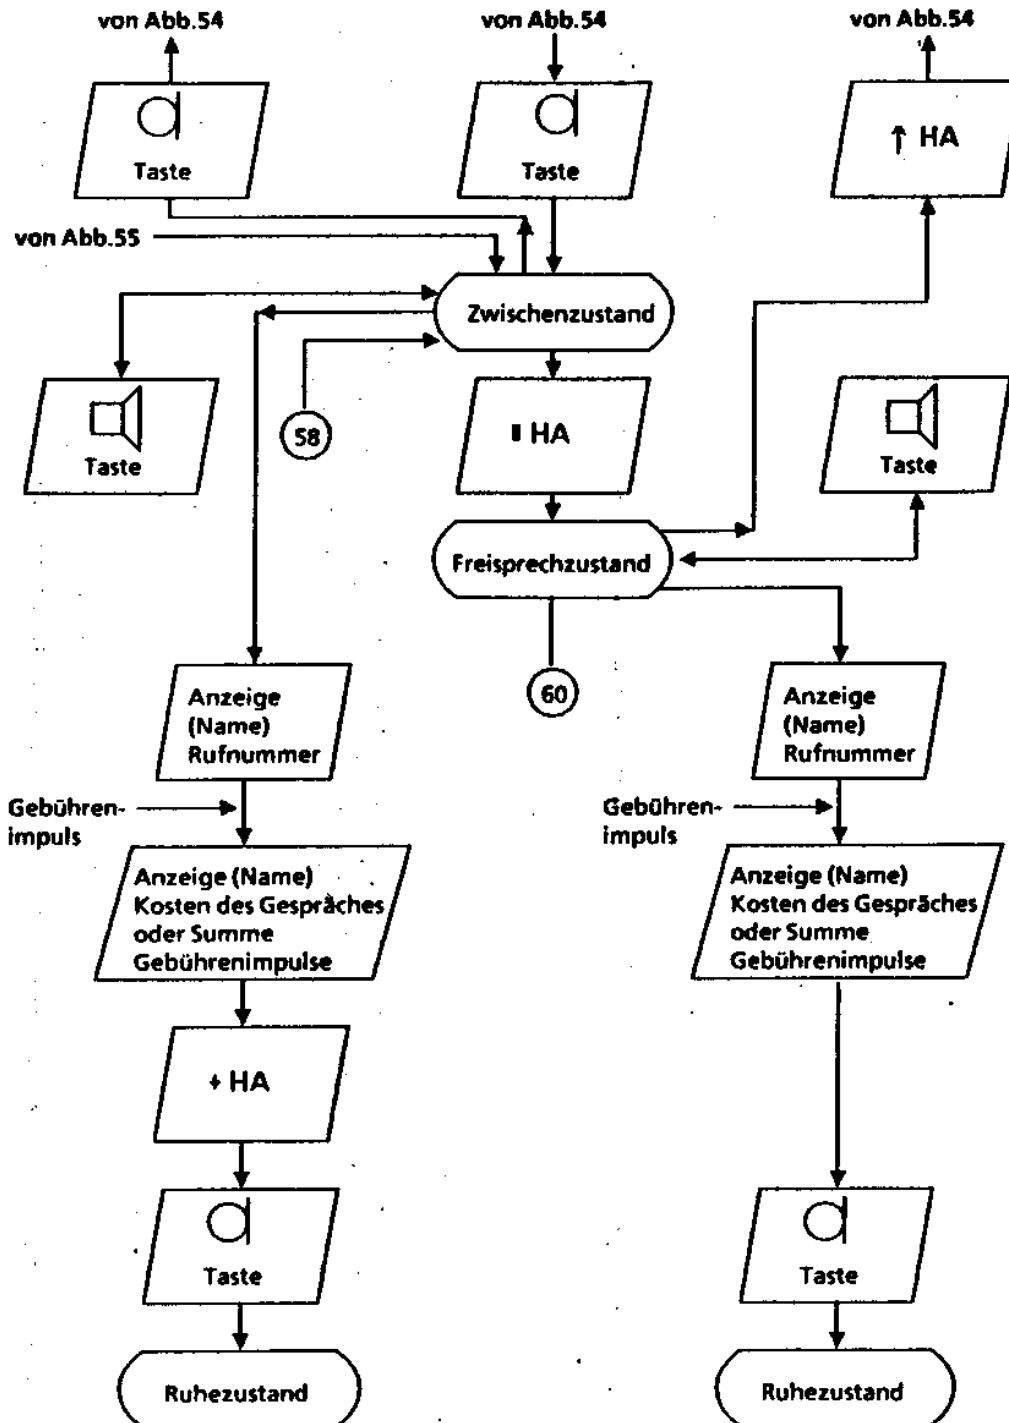 von Abb.54
von Abb.54
von Abb.54
Taste
Taste
↑ HA
von Abb.55
Zwischenzustand
Taste
58
HA
Taste
Freisprechzustand
60
Anzeige
(Name)
Rufnummer
Anzeige
(Name)
Rufnummer
Gebühren-
impuls
Gebühren-
impuls
Anzeige (Name)
Kosten des Gespräches
oder Summe
Gebührenimpulse
Anzeige (Name)
Kosten des Gespräches
oder Summe
Gebührenimpulse
HA
Taste
Taste
Ruhezustand
Ruhezustand